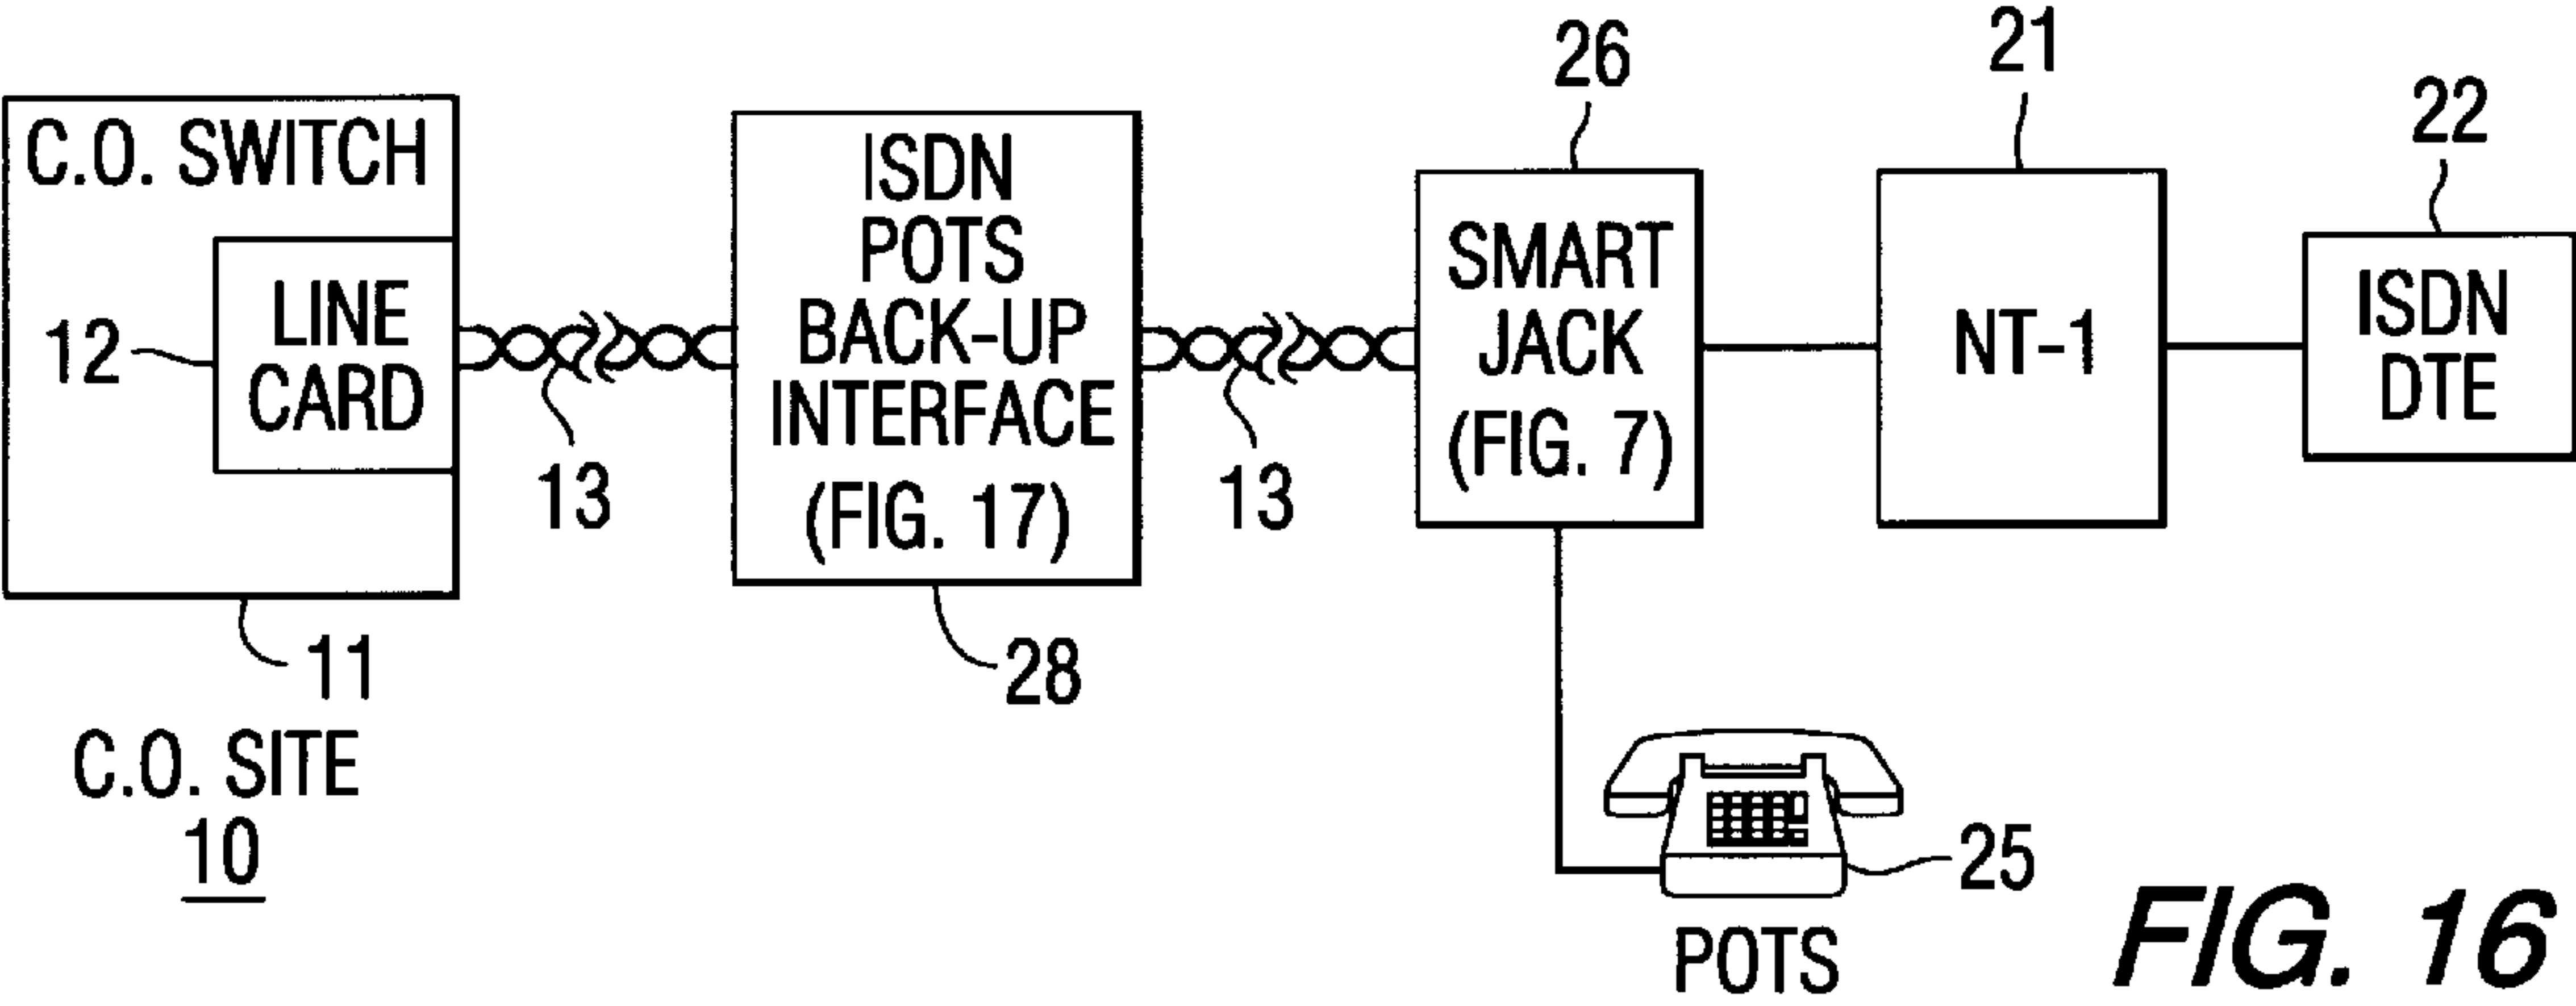 C.O. SWITCH
LINE
CARD
12
13
11
C.O. SITE
10
ISDN
POTS
BACK-UP
INTERFACE
(FIG. 17)
28
13
26
SMART
JACK
(FIG. 7)
21
NT-1
22
ISDN
DTE
25
POTS
FIG. 16